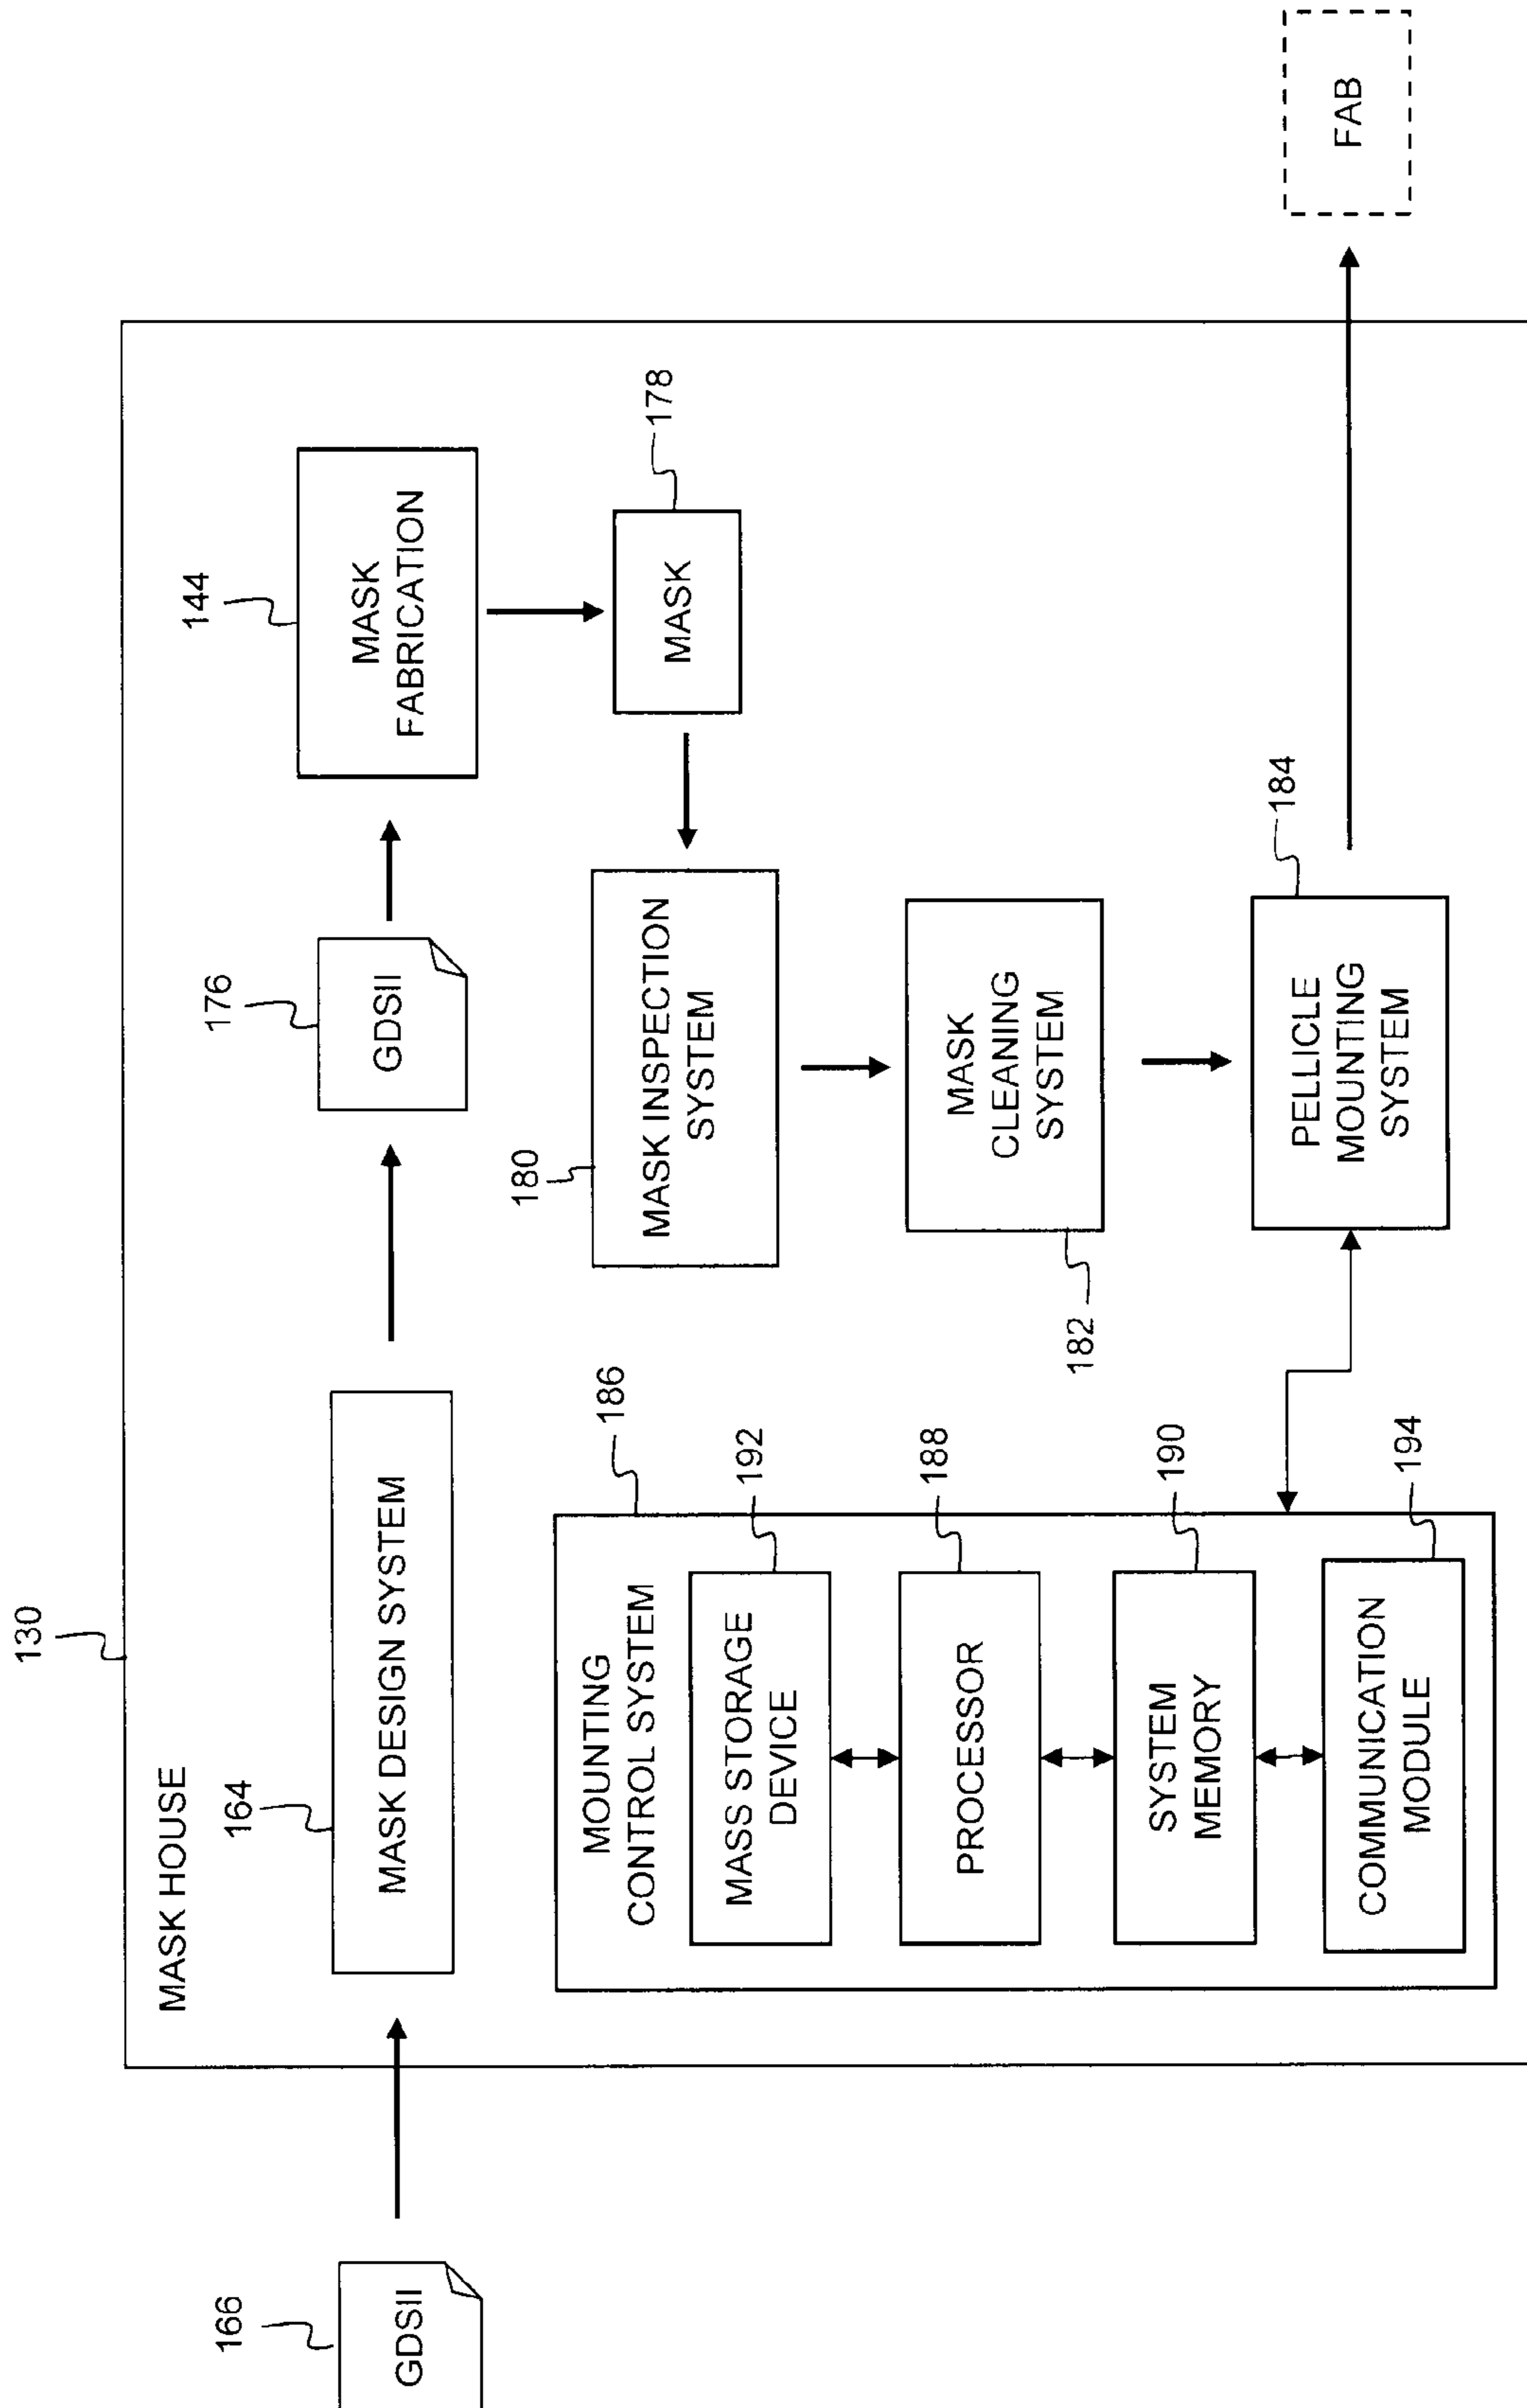 130
MASK HOUSE
166
GDSII
164
MASK DESIGN SYSTEM
176
GDSII
144
MASK
FABRICATION
178
MASK
180
MASK INSPECTION
SYSTEM
182
MASK
CLEANING
SYSTEM
184
PELLICLE
MOUNTING
SYSTEM
FAB
186
MOUNTING
CONTROL SYSTEM
192
MASS STORAGE
DEVICE
188
PROCESSOR
190
SYSTEM
MEMORY
194
COMMUNICATION
MODULE